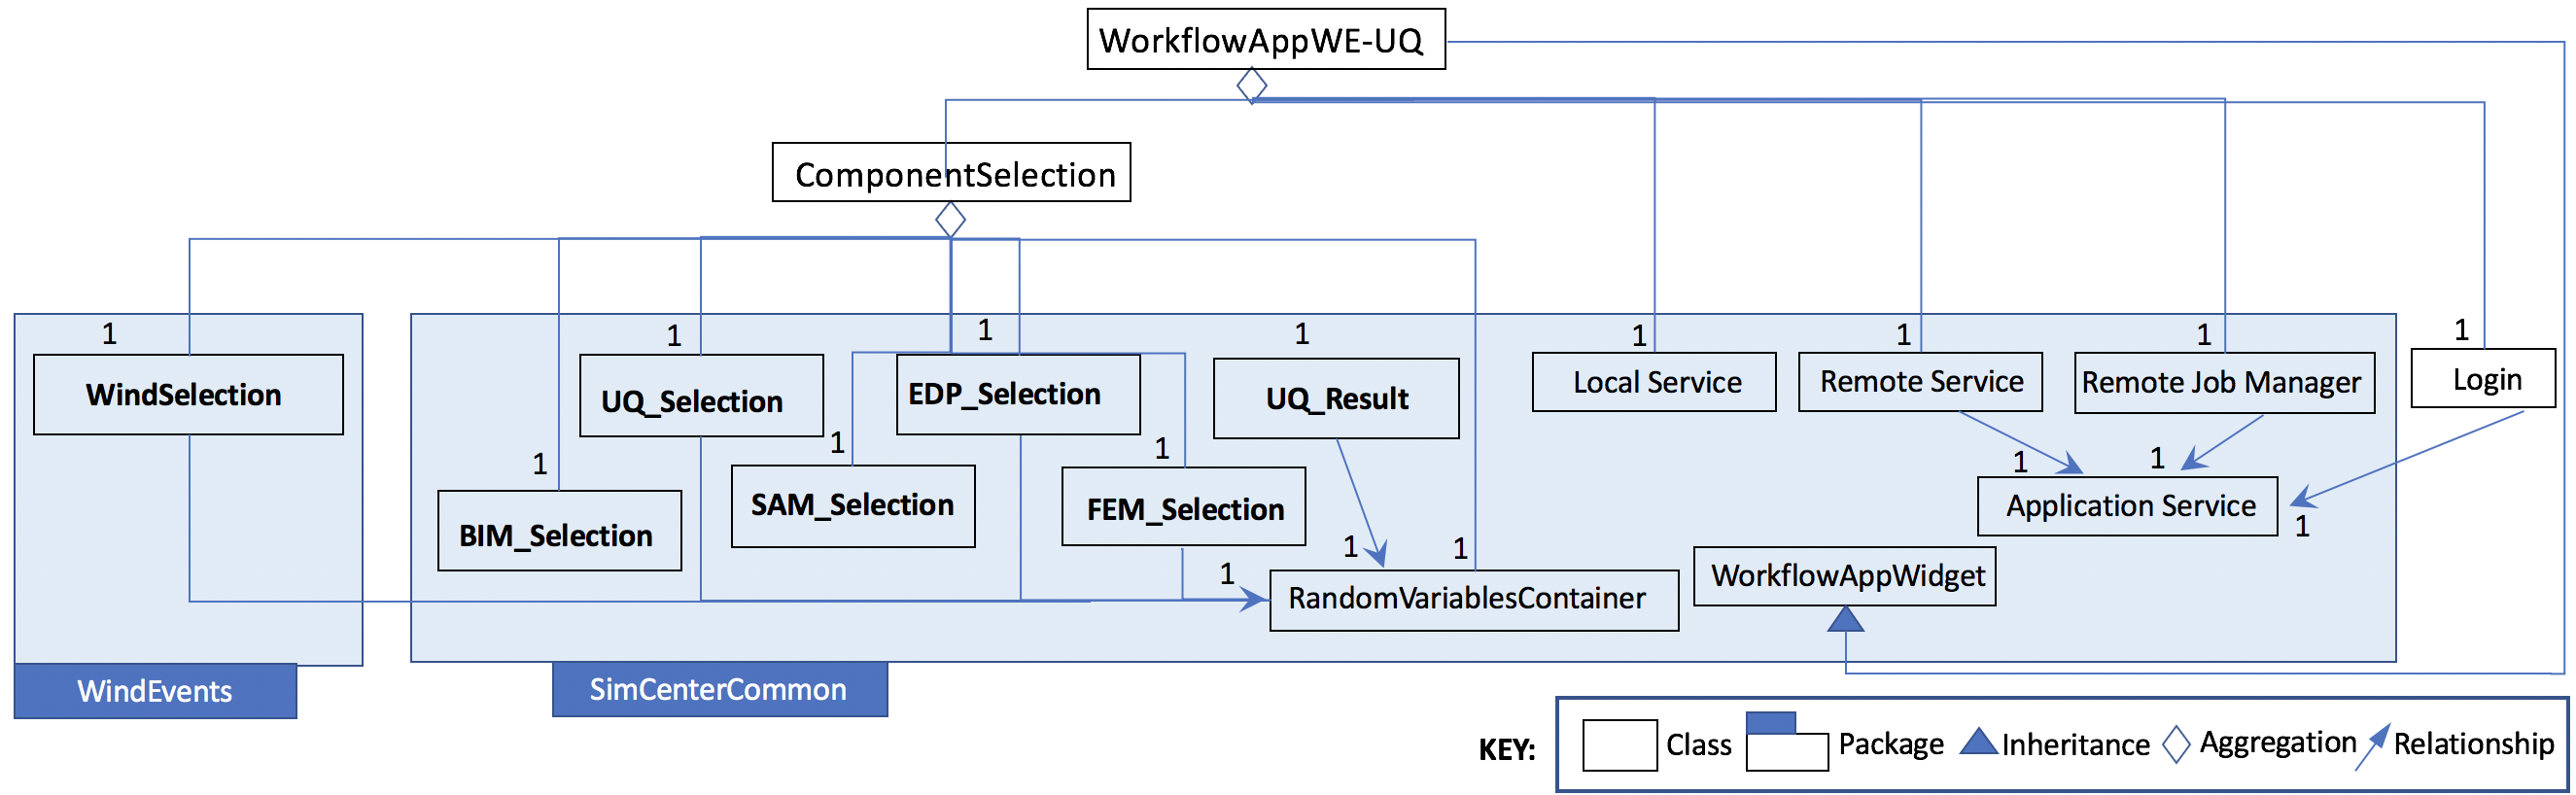 WorkflowAppWE-UQ
ComponentSelection
1
1
1
1
1
1
1
1
WindSelection
UQ_Selection
EDP_Selection
UQ_Result
Local Service
Remote Service
Remote Job Manager
Login
1
1
1
1
1
BIM_Selection
SAM_Selection
FEM_Selection
Application Service
1
1
1
1
RandomVariablesContainer
WorkflowAppWidget
WindEvents
SimCenterCommon
KEY:
Class
Package
Inheritance
Aggregation
Relationship